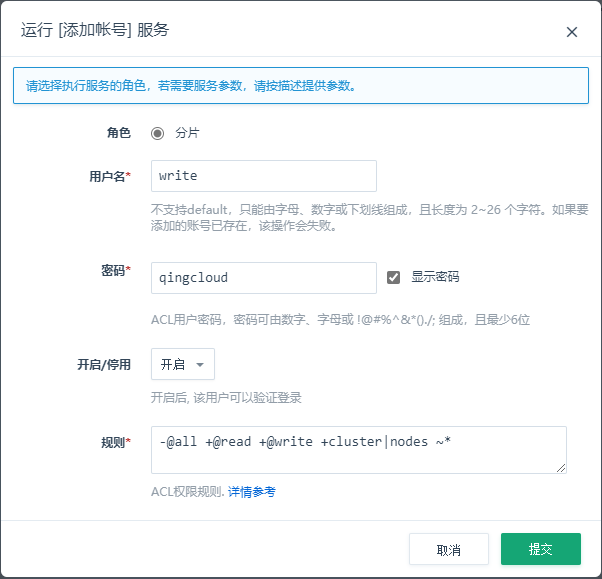 运行 [添加帐号] 服务
请选择执行服务的角色，若需要服务参数，请按描述提供参数。
角色 分片
用户名* write
不支持default，只能由字母、数字或下划线组成，且长度为 2~26 个字符。如果要
添加的账号已存在，该操作会失败。
密码* qingcloud 显示密码
ACL用户密码，密码可由数字、字母或 !@#%^&*()./; 组成，且最少6位
开启/停用 开启
开启后, 该用户可以验证登录
规则* -@all +@read +@write +cluster|nodes ~*
ACL权限规则. 详情参考
取消 提交